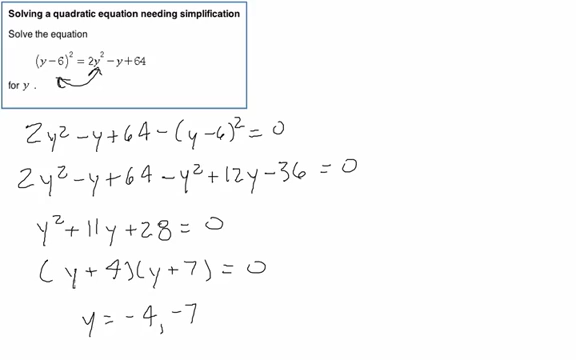 Solving a quadratic equation needing simplification
Solve the equation
(y−6)² = 2y² − y + 64
for y .
2y² − y + 64 − (y − 6)² = 0
2y² − y + 64 − y² + 12y − 36 = 0
y² + 11y + 28 = 0
(y + 4)(y + 7) = 0
y = −4, −7